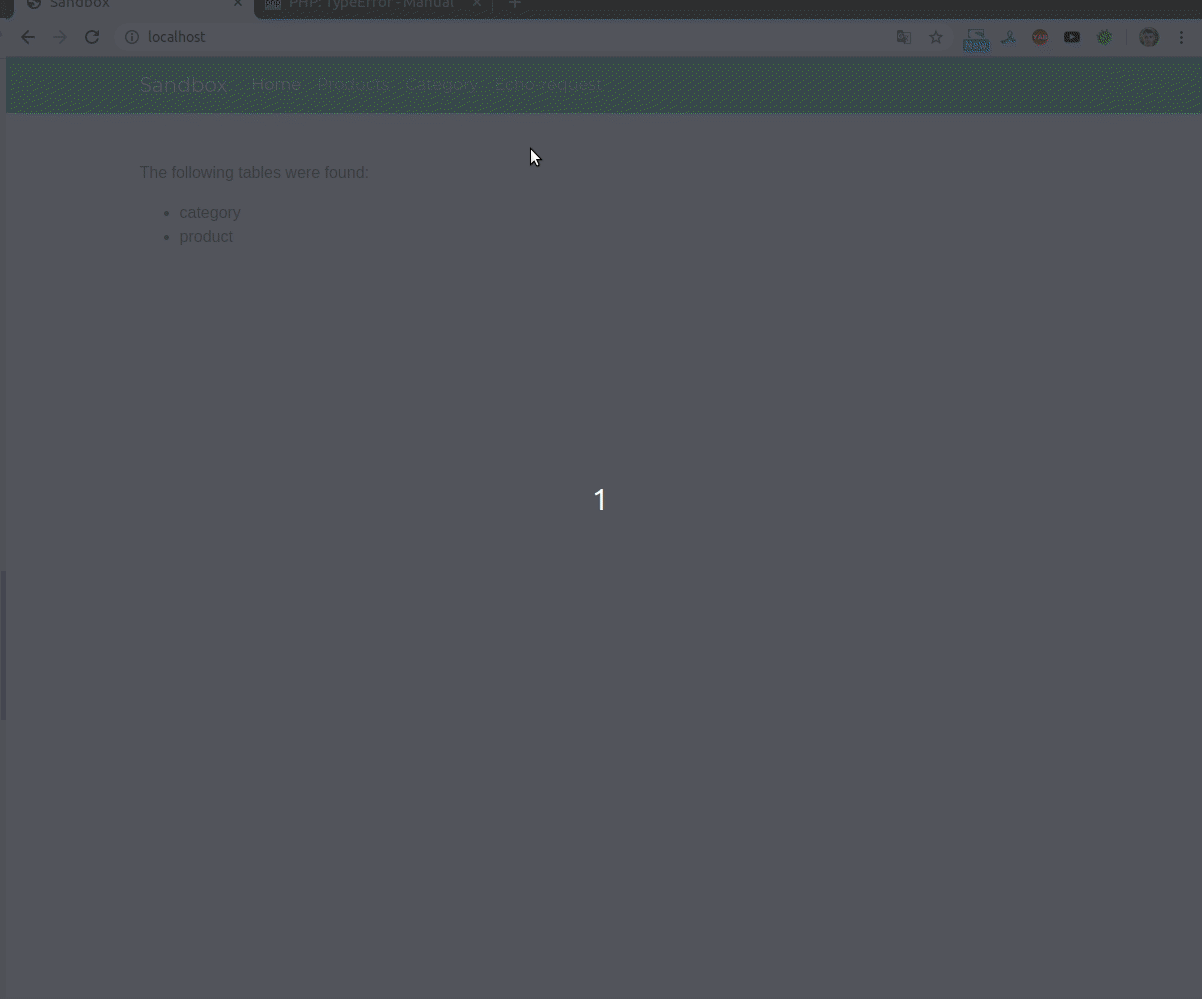 Sandbox PHP: TypeError - Manual
localhost
NEW
Sandbox Home Products Category Echo request
The following tables were found:
category
product
1